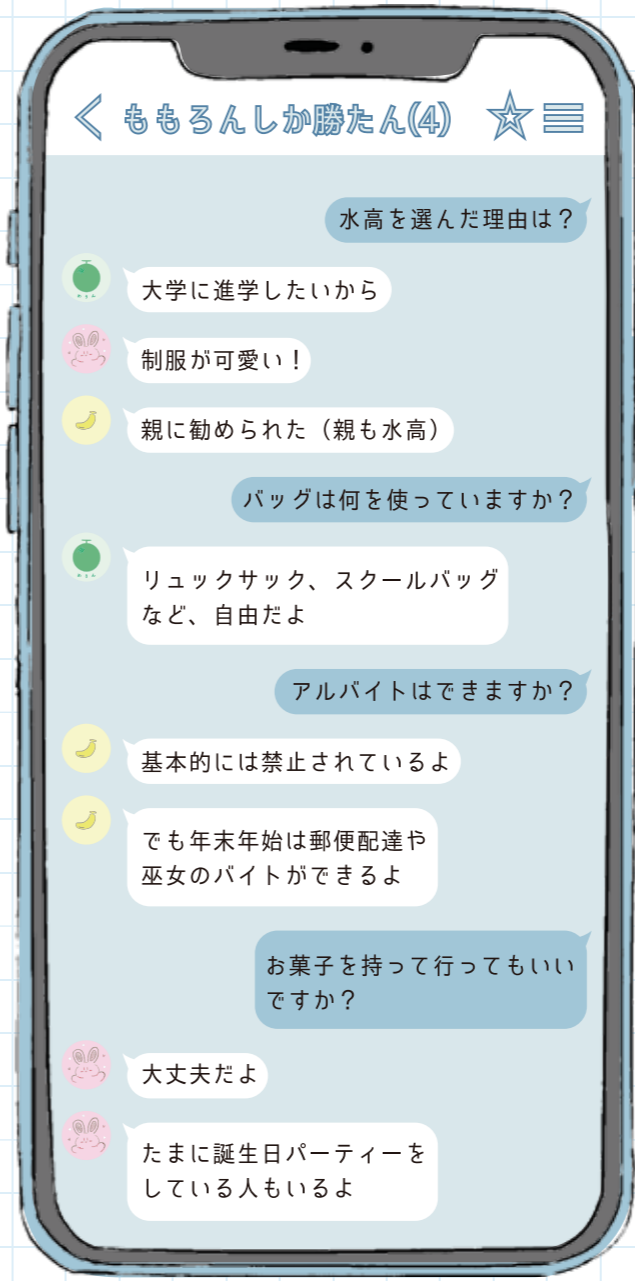 ももろんしか勝たん(4)
水高を選んだ理由は？
大学に進学したいから
制服が可愛い！
親に勧められた（親も水高）
バッグは何を使っていますか？
リュックサック、スクールバッグ
など、自由だよ
アルバイトはできますか？
基本的には禁止されているよ
でも年末年始は郵便配達や
巫女のバイトができるよ
お菓子を持って行ってもいい
ですか？
大丈夫だよ
たまに誕生日パーティーを
している人もいるよ